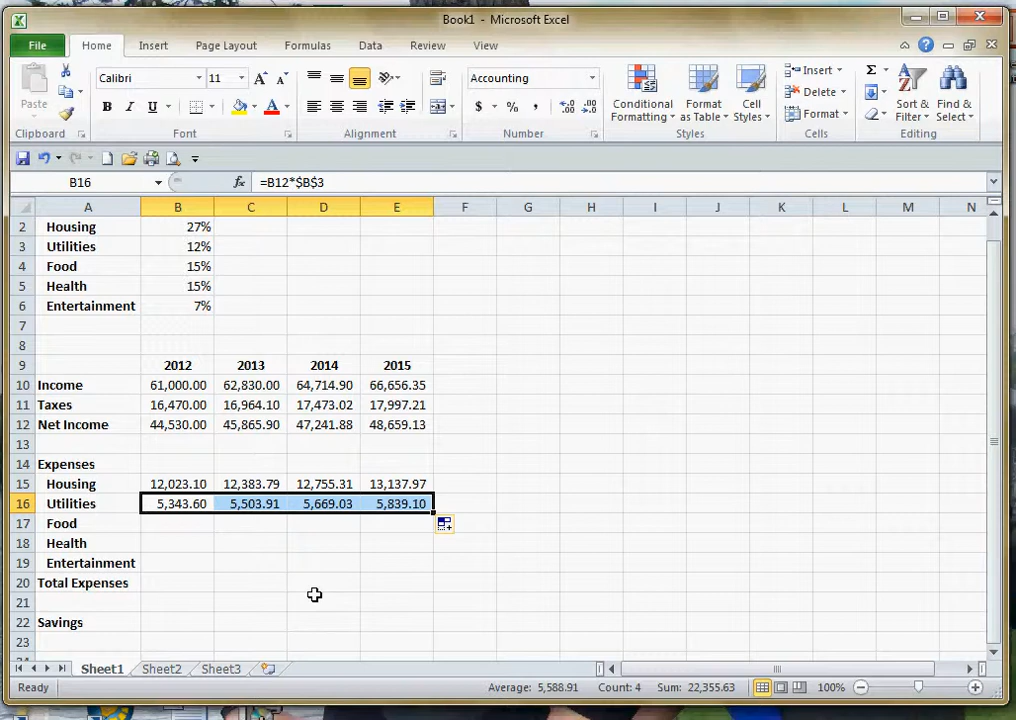 Book1 - Microsoft Excel
File Home Insert Page Layout Formulas Data Review View
Paste Calibri 11 A A Accounting Conditional Formatting Format as Table Cell Styles Insert Delete Format Sort & Filter Find & Select
B I U A $ % ,
Clipboard Font Alignment Number Styles Cells Editing
B16 fx =B12*$B$3
A B C D E F G H I J K L M N
2 Housing 27%
3 Utilities 12%
4 Food 15%
5 Health 15%
6 Entertainment 7%
7
8
9 2012 2013 2014 2015
10 Income 61,000.00 62,830.00 64,714.90 66,656.35
11 Taxes 16,470.00 16,964.10 17,473.02 17,997.21
12 Net Income 44,530.00 45,865.90 47,241.88 48,659.13
13
14 Expenses
15 Housing 12,023.10 12,383.79 12,755.31 13,137.97
16 Utilities 5,343.60 5,503.91 5,669.03 5,839.10
17 Food
18 Health
19 Entertainment
20 Total Expenses
21
22 Savings
23
Sheet1 Sheet2 Sheet3
Ready Average: 5,588.91 Count: 4 Sum: 22,355.63 100%